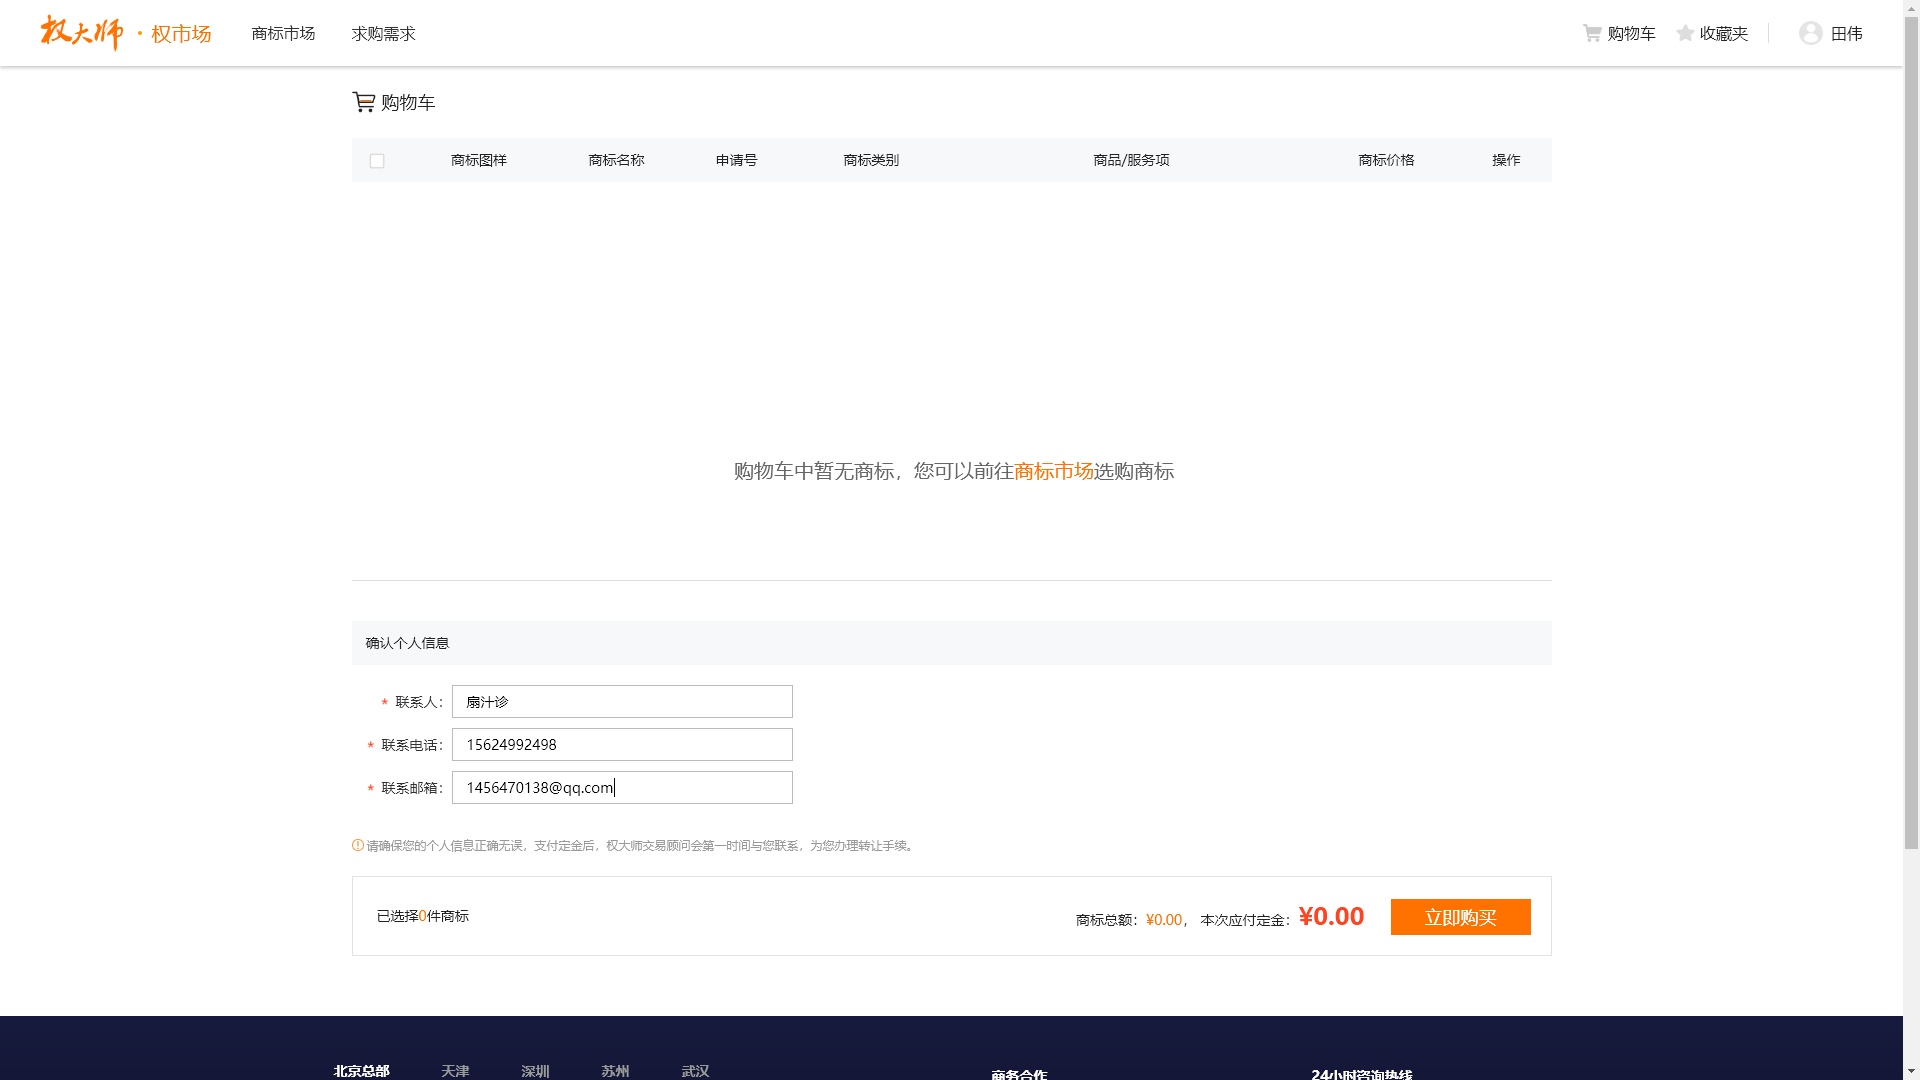 权大师·权市场 商标市场 求购需求 购物车 收藏夹 田伟
购物车
商标图样 商标名称 申请号 商标类别 商品/服务项 商标价格 操作
购物车中暂无商标，您可以前往商标市场选购商标
确认个人信息
* 联系人： 扇汁诊
* 联系电话： 15624992498
* 联系邮箱： 1456470138@qq.com
请确保您的个人信息正确无误，支付定金后，权大师交易顾问会第一时间与您联系，为您办理转让手续。
已选择0件商标 商标总额：¥0.00， 本次应付定金：¥0.00 立即购买
北京总部 天津 深圳 苏州 武汉 商务合作 24小时咨询热线